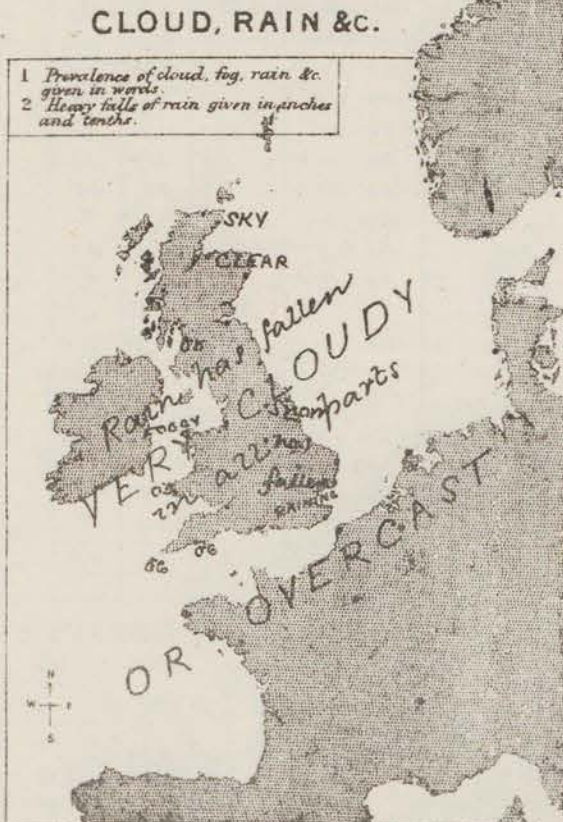 CLOUD, RAIN &c.
1 Prevalence of cloud, fog, rain &c.
given in words.
2 Heavy falls of rain given in inches
and tenths.
SKY
CLEAR
Rain has fallen
in all parts
VERY CLOUDY
OR OVERCAST
Snow
has
fallen
FOGGY
RAINING
N
W E
S